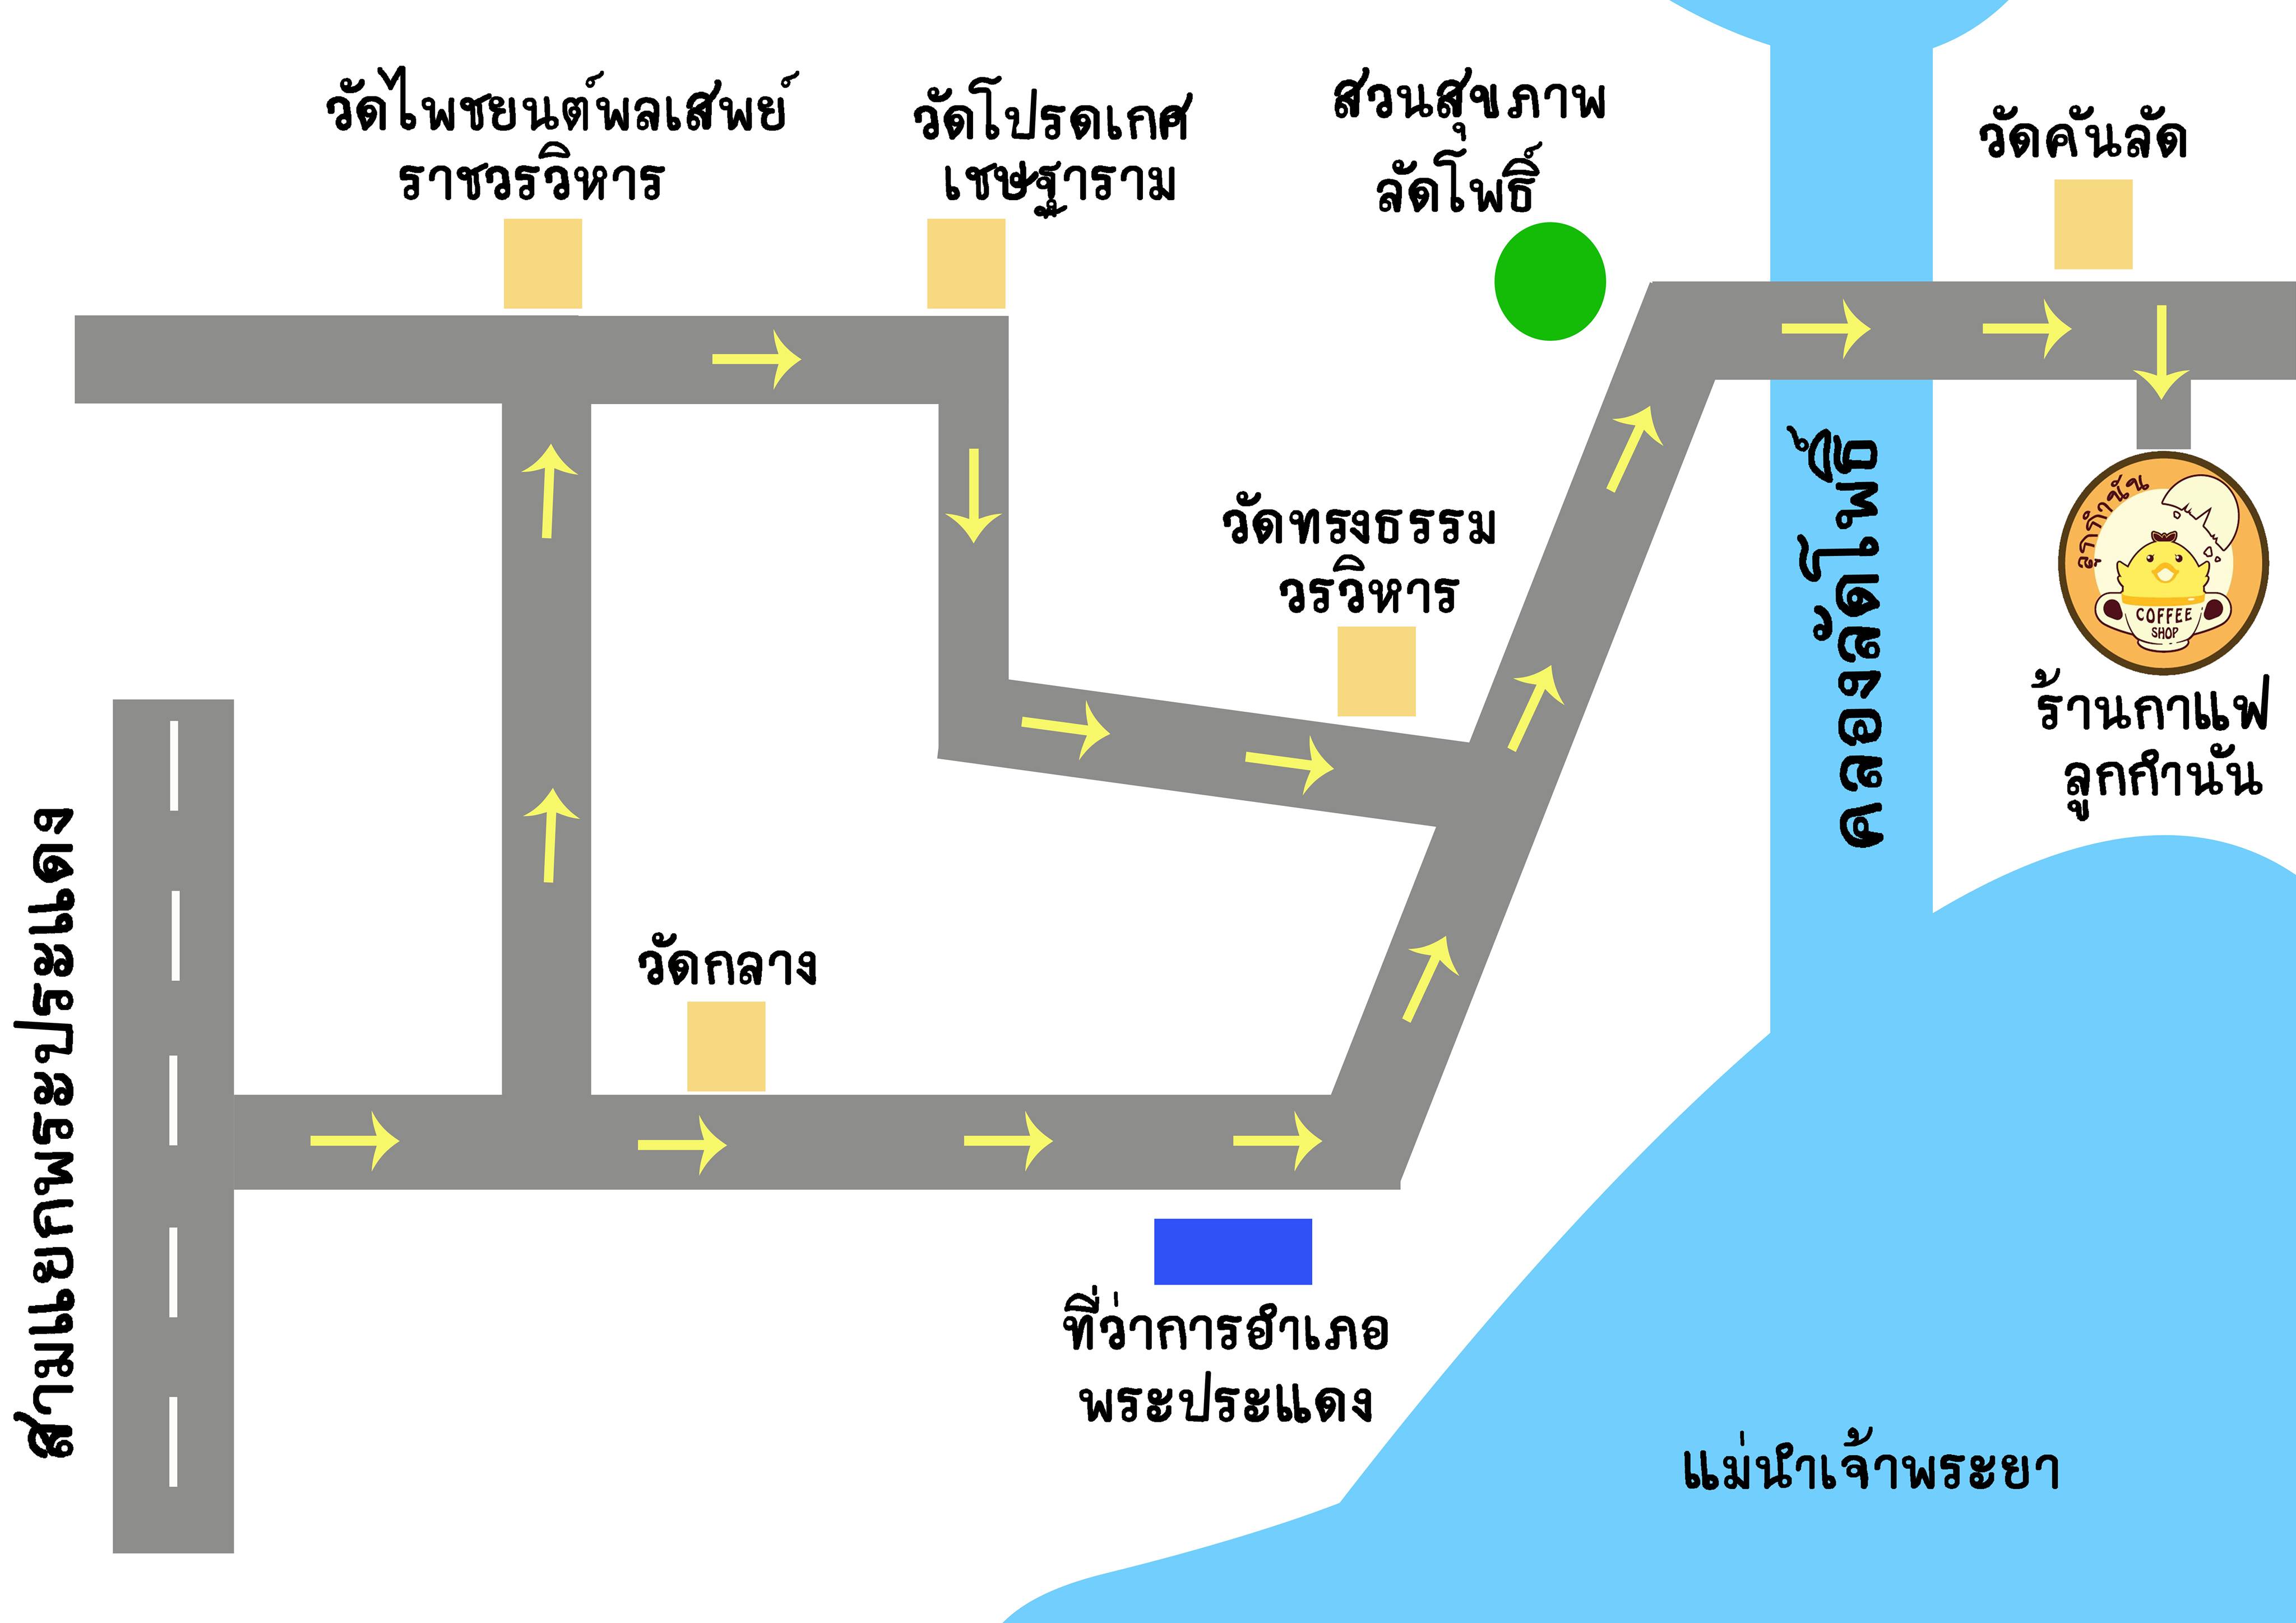 วัดไพชยนต์พลเสพย์
ราชวรวิหาร
วัดโปรดเกศ
เชษฐาราม
สวนสุขภาพ
ลัดโพธิ์
วัดคันลัด
วัดทรงธรรม
วรวิหาร
คลองลัดโพธิ์
ลูกกำนัน
COFFEE
SHOP
ร้านกาแฟ
ลูกกำนัน
สามแยกพระประแดง
วัดกลาง
ที่ว่าการอำเภอ
พระประแดง
แม่นำเจ้าพระยา